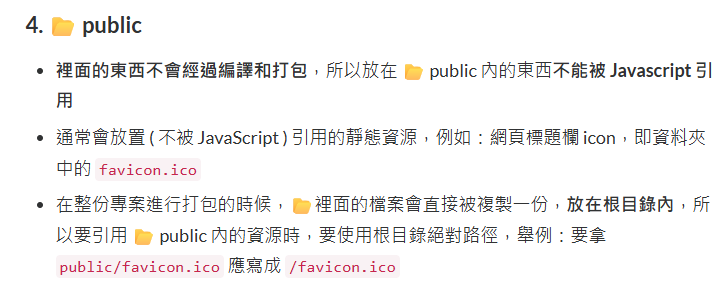 4. 📁 public
裡面的東西不會經過編譯和打包，所以放在 📁 public 內的東西不能被 Javascript 引
用
通常會放置 ( 不被 JavaScript ) 引用的靜態資源，例如：網頁標題欄 icon，即資料夾
中的 favicon.ico
在整份專案進行打包的時候，📁裡面的檔案會直接被複製一份，放在根目錄內，所
以要引用 📁 public 內的資源時，要使用根目錄絕對路徑，舉例：要拿
public/favicon.ico 應寫成 /favicon.ico